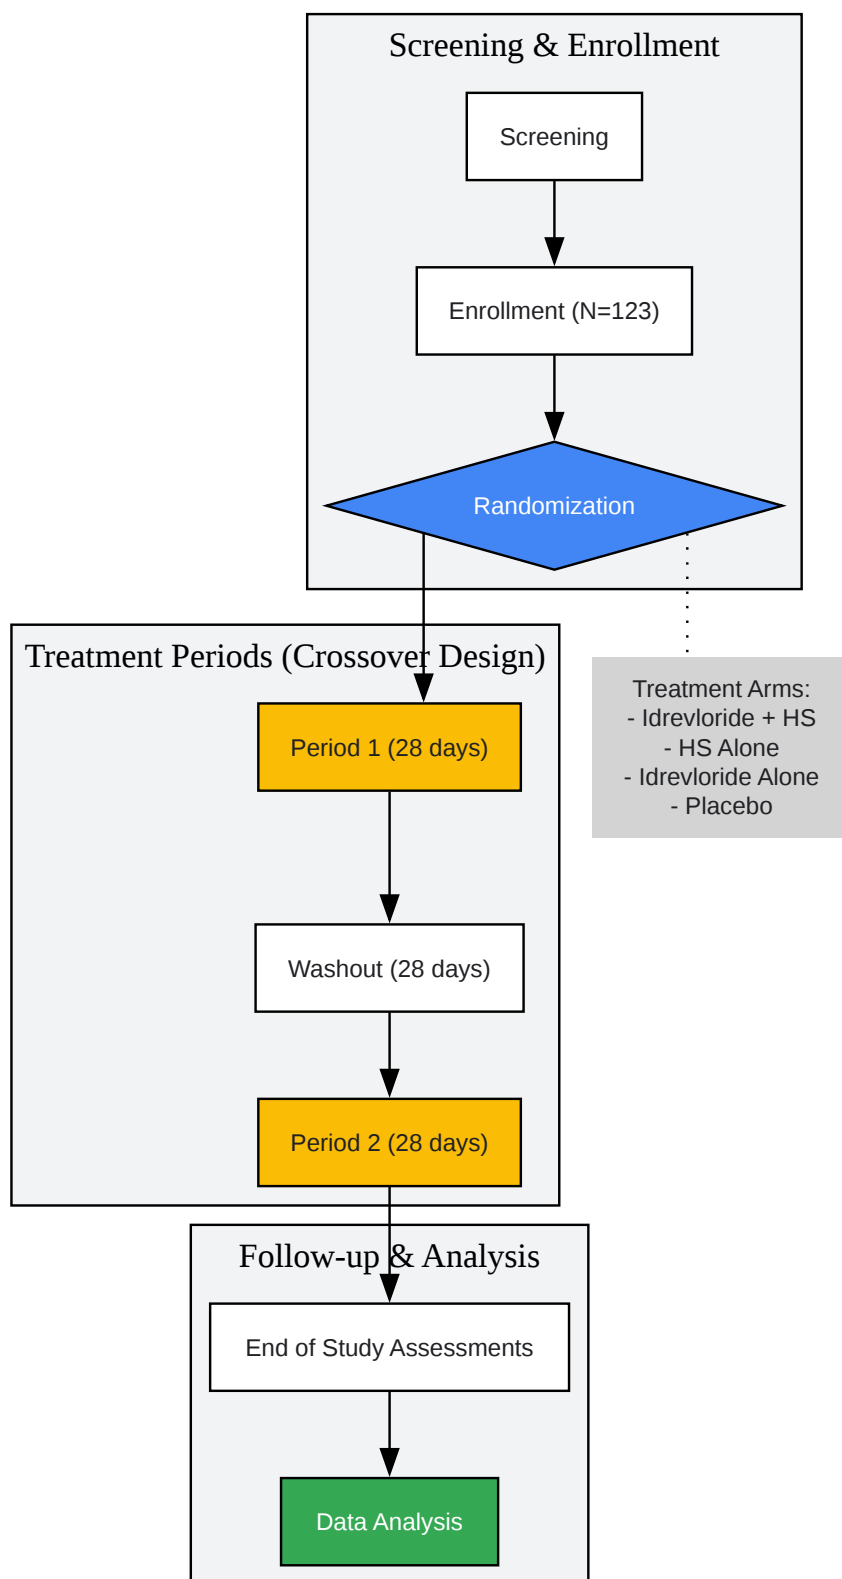 Screening & Enrollment
Screening
Enrollment (N=123)
Randomization
Treatment Periods (Crossover Design)
Period 1 (28 days)
Treatment Arms:
- Idrevloride + HS
- HS Alone
- Idrevloride Alone
- Placebo
Washout (28 days)
Period 2 (28 days)
Follow-up & Analysis
End of Study Assessments
Data Analysis